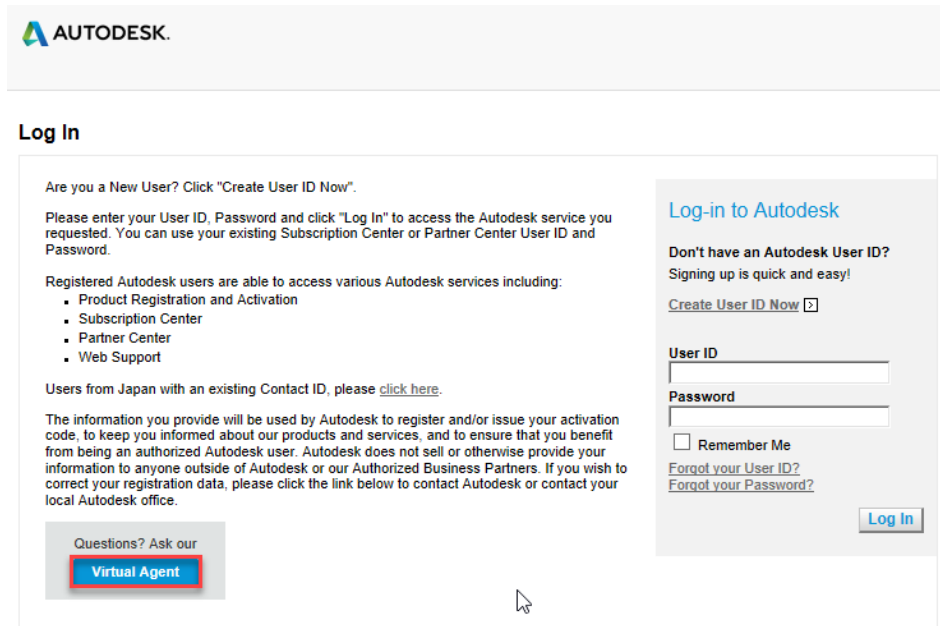 AUTODESK.
Log In
Are you a New User? Click "Create User ID Now".
Please enter your User ID, Password and click "Log In" to access the Autodesk service you
requested. You can use your existing Subscription Center or Partner Center User ID and
Password.
Registered Autodesk users are able to access various Autodesk services including:
Product Registration and Activation
Subscription Center
Partner Center
Web Support
Users from Japan with an existing Contact ID, please click here.
The information you provide will be used by Autodesk to register and/or issue your activation
code, to keep you informed about our products and services, and to ensure that you benefit
from being an authorized Autodesk user. Autodesk does not sell or otherwise provide your
information to anyone outside of Autodesk or our Authorized Business Partners. If you wish to
correct your registration data, please click the link below to contact Autodesk or contact your
local Autodesk office.
Questions? Ask our
Virtual Agent
Log-in to Autodesk
Don't have an Autodesk User ID?
Signing up is quick and easy!
Create User ID Now
User ID
Password
Remember Me
Forgot your User ID?
Forgot your Password?
Log In